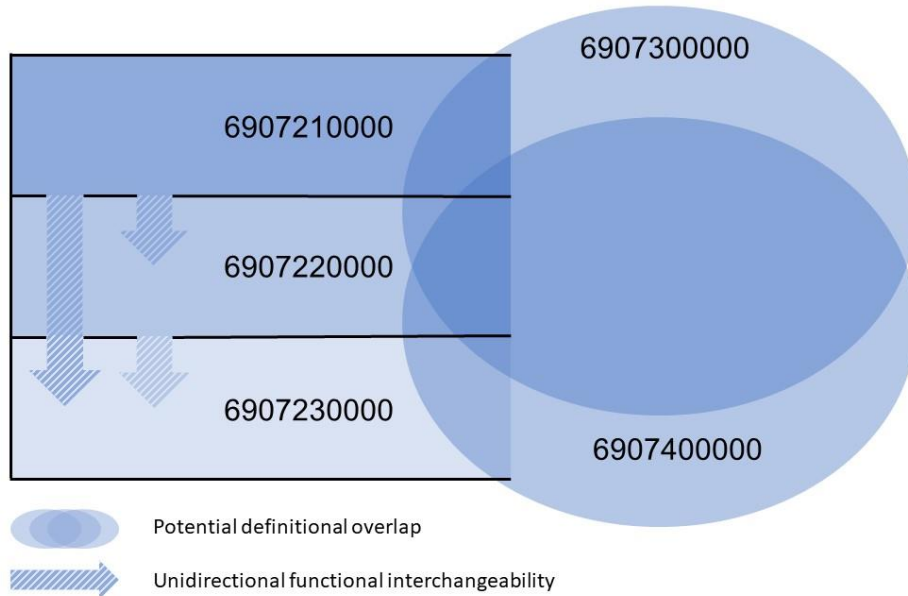 6907300000
6907210000
6907220000
6907230000
6907400000
Potential definitional overlap
Unidirectional functional interchangeability